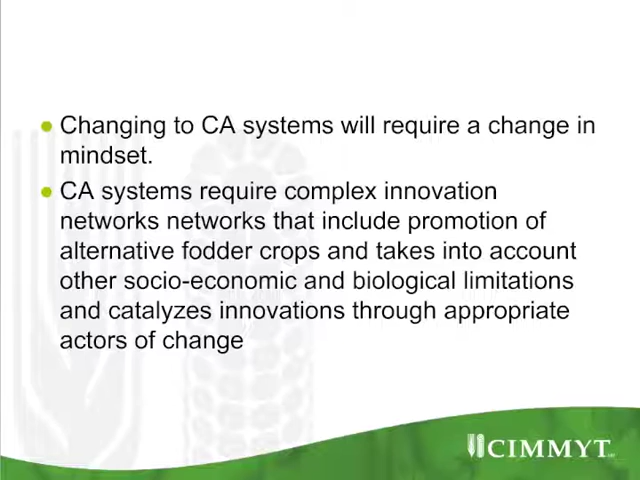 Changing to CA systems will require a change in
mindset.
CA systems require complex innovation
networks networks that include promotion of
alternative fodder crops and takes into account
other socio-economic and biological limitations
and catalyzes innovations through appropriate
actors of change
CIMMYT